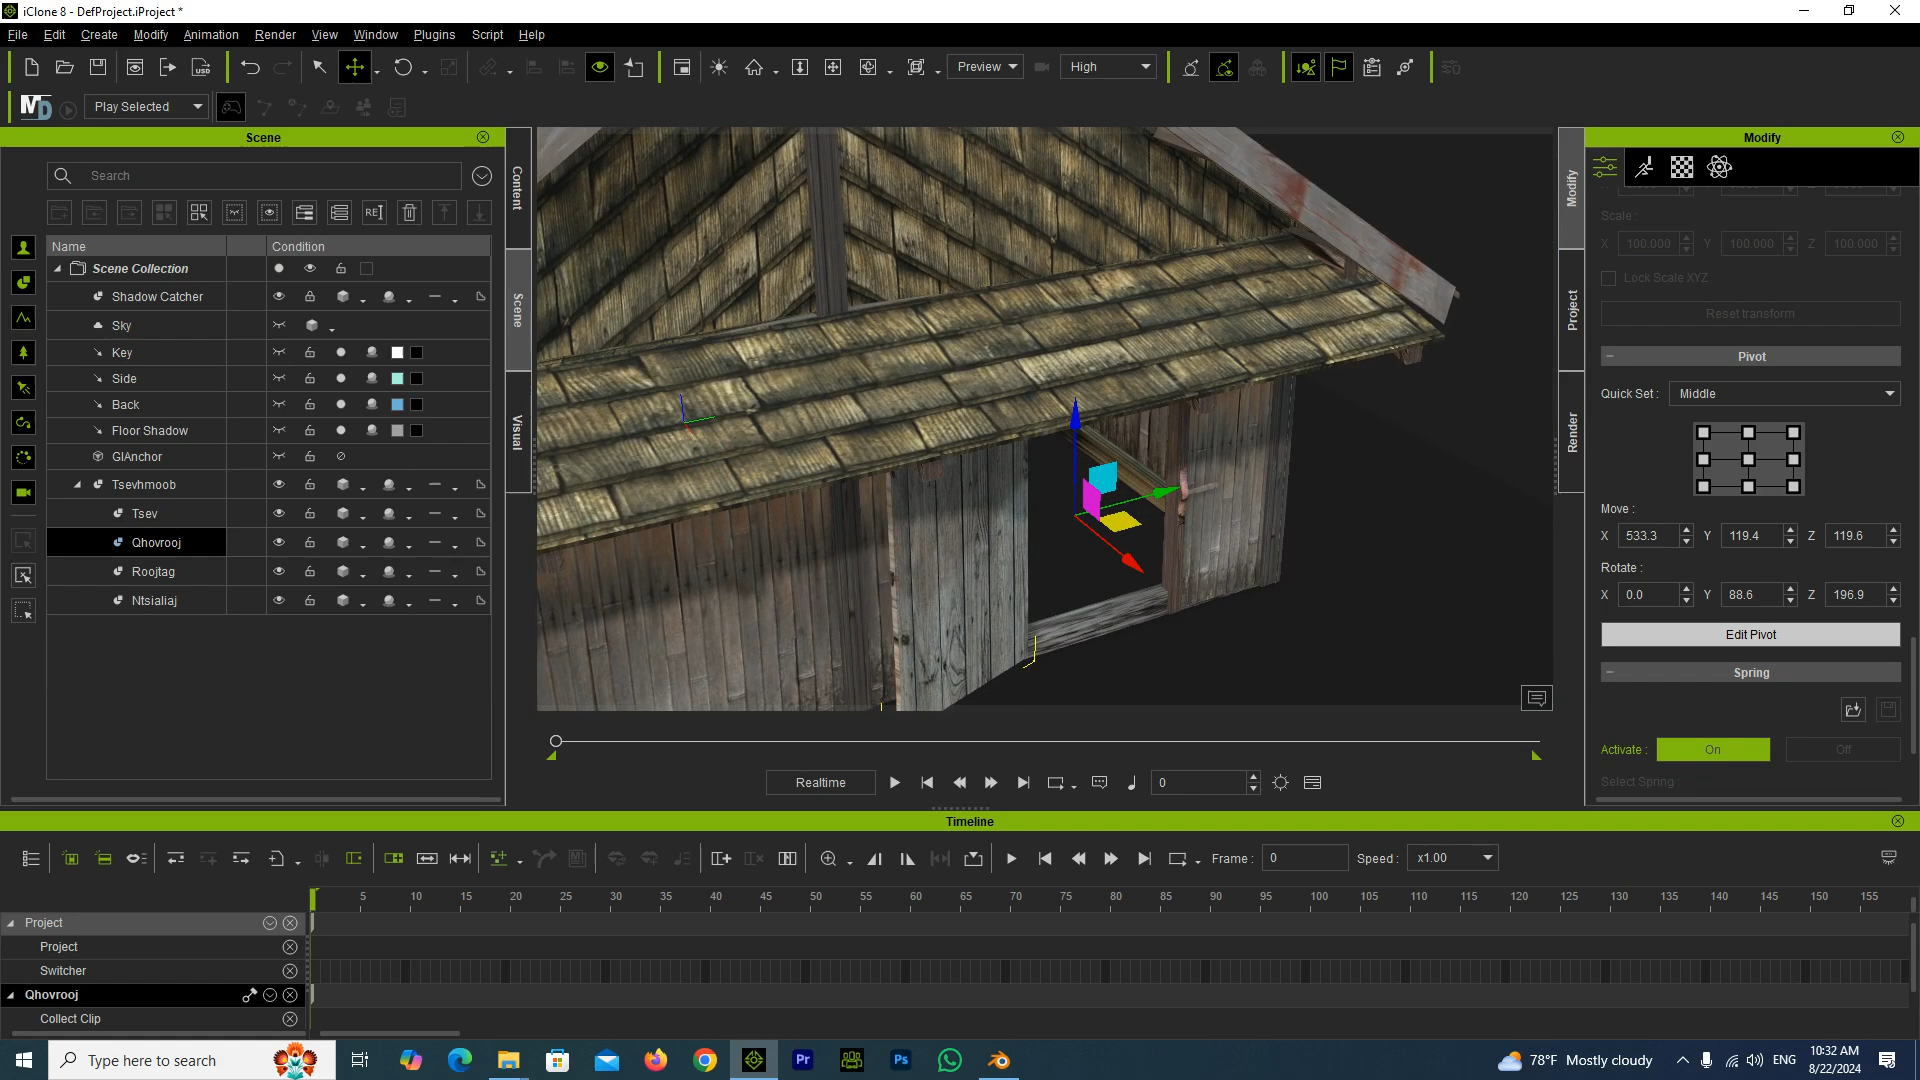 iClone 8 - DefProject.iProject *
File Edit Create Modify Animation Render View Window Plugins Script Help
USD Preview High
MD Play Selected
Scene
Search
RE
Name Condition
Scene Collection
Shadow Catcher
Sky
Key
Side
Back
Floor Shadow
GIAnchor
Tsevhmoob
Tsev
Qhovrooj
Roojtag
Ntsialiaj
Content
Scene
Visual
Modify
Project
Render
Modify
Scale :
X 100.000 Y 100.000 Z 100.000
Lock Scale XYZ
Reset transform
Pivot
Quick Set : Middle
Move :
X 533.3 Y 119.4 Z 119.6
Rotate :
X 0.0 Y 88.6 Z 196.9
Edit Pivot
Spring
Activate : On Off
Select Spring :
Realtime 0
Timeline
Frame : 0 Speed : x1.00
5 10 15 20 25 30 35 40 45 50 55 60 65 70 75 80 85 90 95 100 105 110 115 120 125 130 135 140 145 150 155
Project
Project
Switcher
Qhovrooj
Collect Clip
Type here to search
Pr
Ps
78°F Mostly cloudy
ENG
10:32 AM
8/22/2024